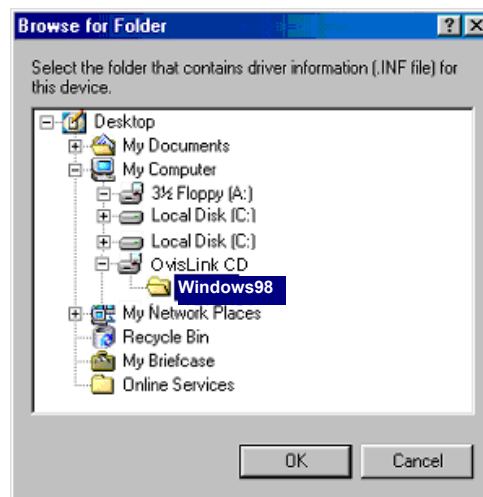 Browse for Folder
Select the folder that contains driver information (.INF file) for
this device.
Desktop
My Documents
My Computer
3½ Floppy (A:)
Local Disk (C:)
Local Disk (C:)
OvisLink CD
Windows98
My Network Places
Recycle Bin
My Briefcase
Online Services
OK Cancel